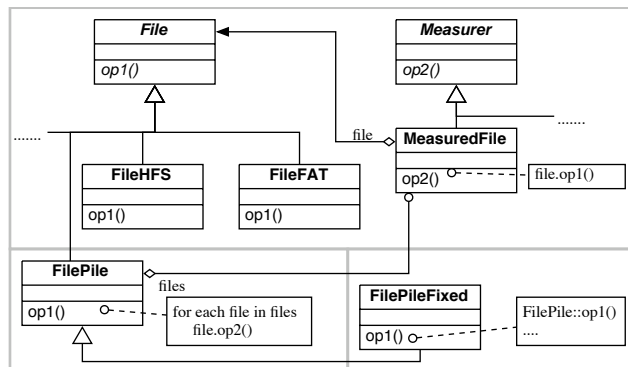 File
op1()
Measurer
op2()
.......
.......
file
MeasuredFile
op2()
file.op1()
FileHFS
op1()
FileFAT
op1()
FilePile
op1()
files
for each file in files
file.op2()
FilePileFixed
op1()
FilePile::op1()
....